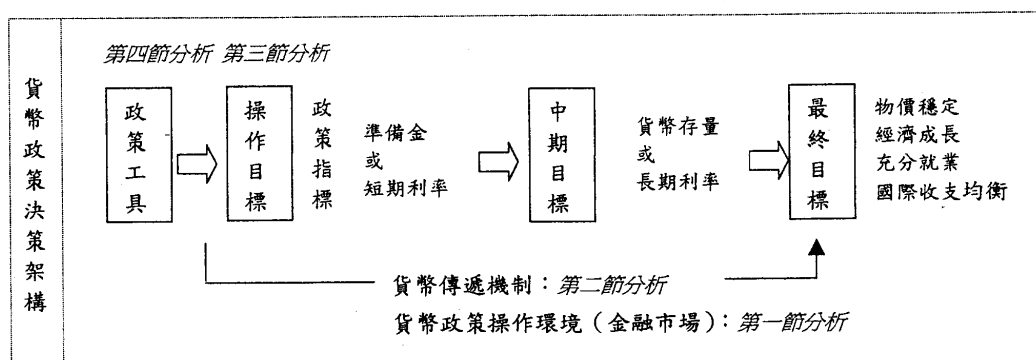 貨幣政策決策架構
第四節分析 第三節分析
政策工具
操作目標
政策指標
準備金
或
短期利率
中期目標
貨幣存量
或
長期利率
最終目標
物價穩定
經濟成長
充分就業
國際收支均衡
貨幣傳遞機制：第二節分析
貨幣政策操作環境（金融市場）：第一節分析